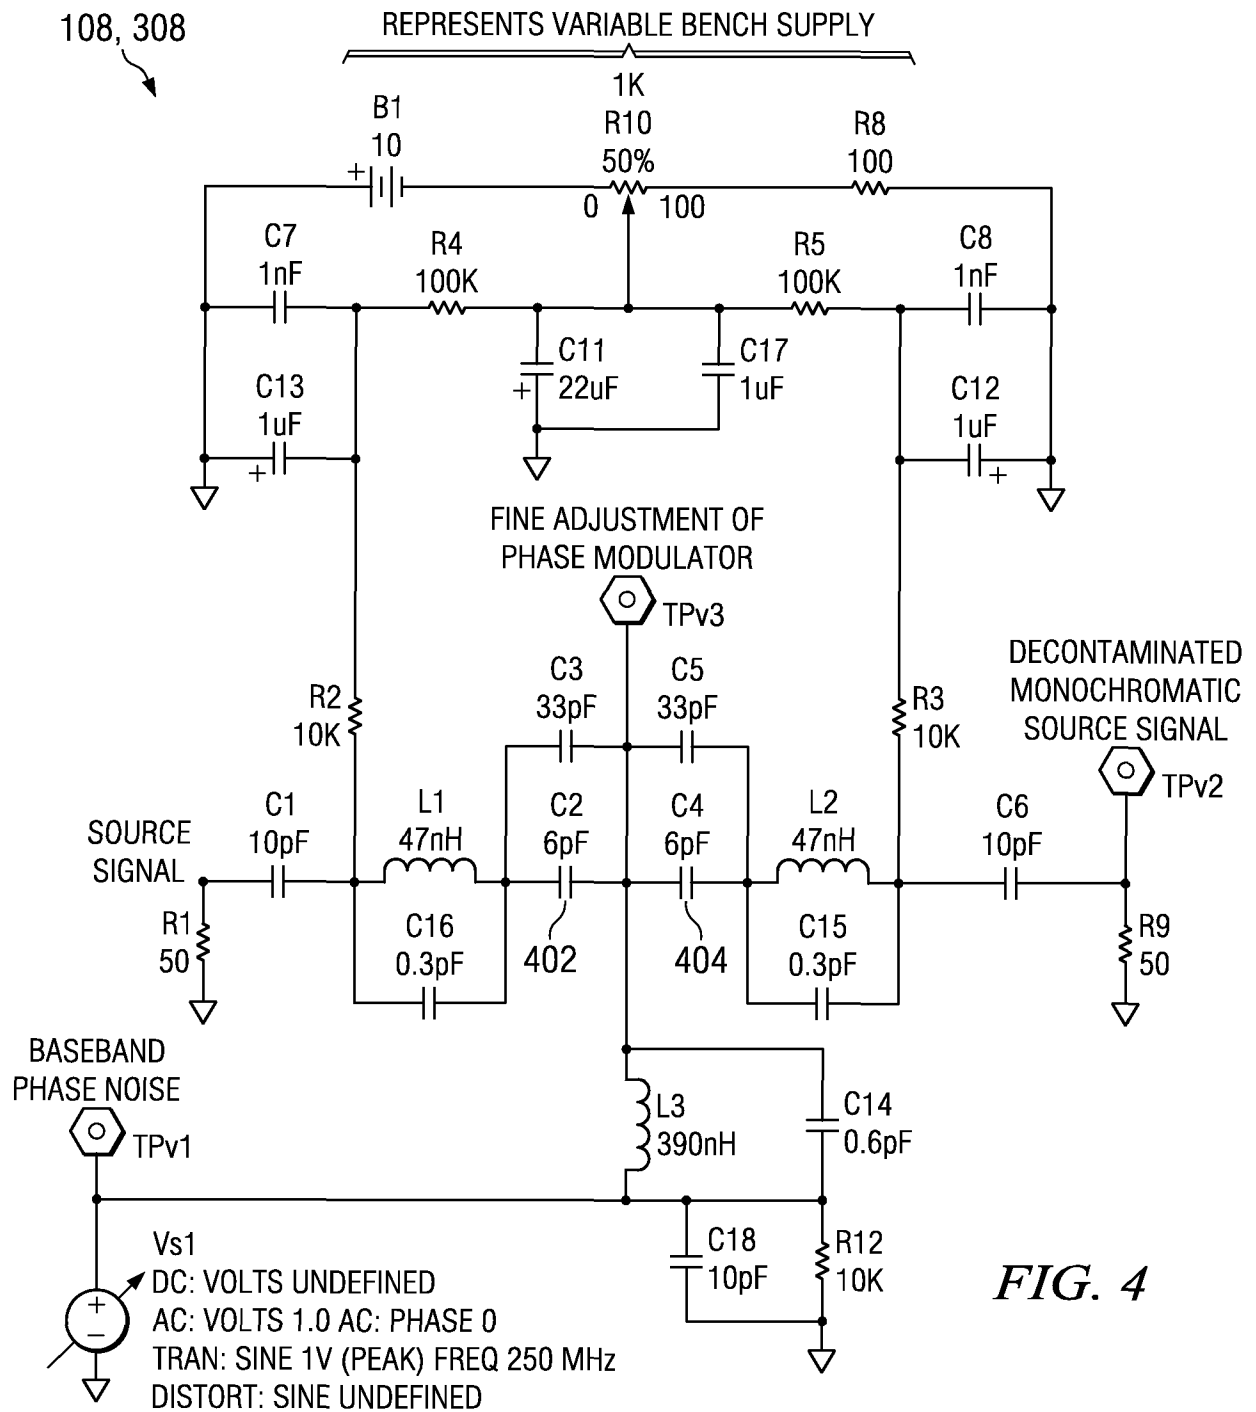 108, 308
REPRESENTS VARIABLE BENCH SUPPLY
1K
B1
10
+
R10
50%
0
100
R8
100
C7
1nF
R4
100K
R5
100K
C8
1nF
C13
1uF
+
C11
22uF
+
C17
1uF
C12
1uF
+
FINE ADJUSTMENT OF
PHASE MODULATOR
TPv3
DECONTAMINATED
MONOCHROMATIC
SOURCE SIGNAL
TPv2
R2
10K
C3
33pF
C5
33pF
R3
10K
SOURCE
SIGNAL
C1
10pF
L1
47nH
C2
6pF
C4
6pF
L2
47nH
C6
10pF
R1
50
C16
0.3pF
402
404
C15
0.3pF
R9
50
BASEBAND
PHASE NOISE
TPv1
L3
390nH
C14
0.6pF
C18
10pF
R12
10K
+
−
Vs1
DC: VOLTS UNDEFINED
AC: VOLTS 1.0 AC: PHASE 0
TRAN: SINE 1V (PEAK) FREQ 250 MHz
DISTORT: SINE UNDEFINED
FIG. 4